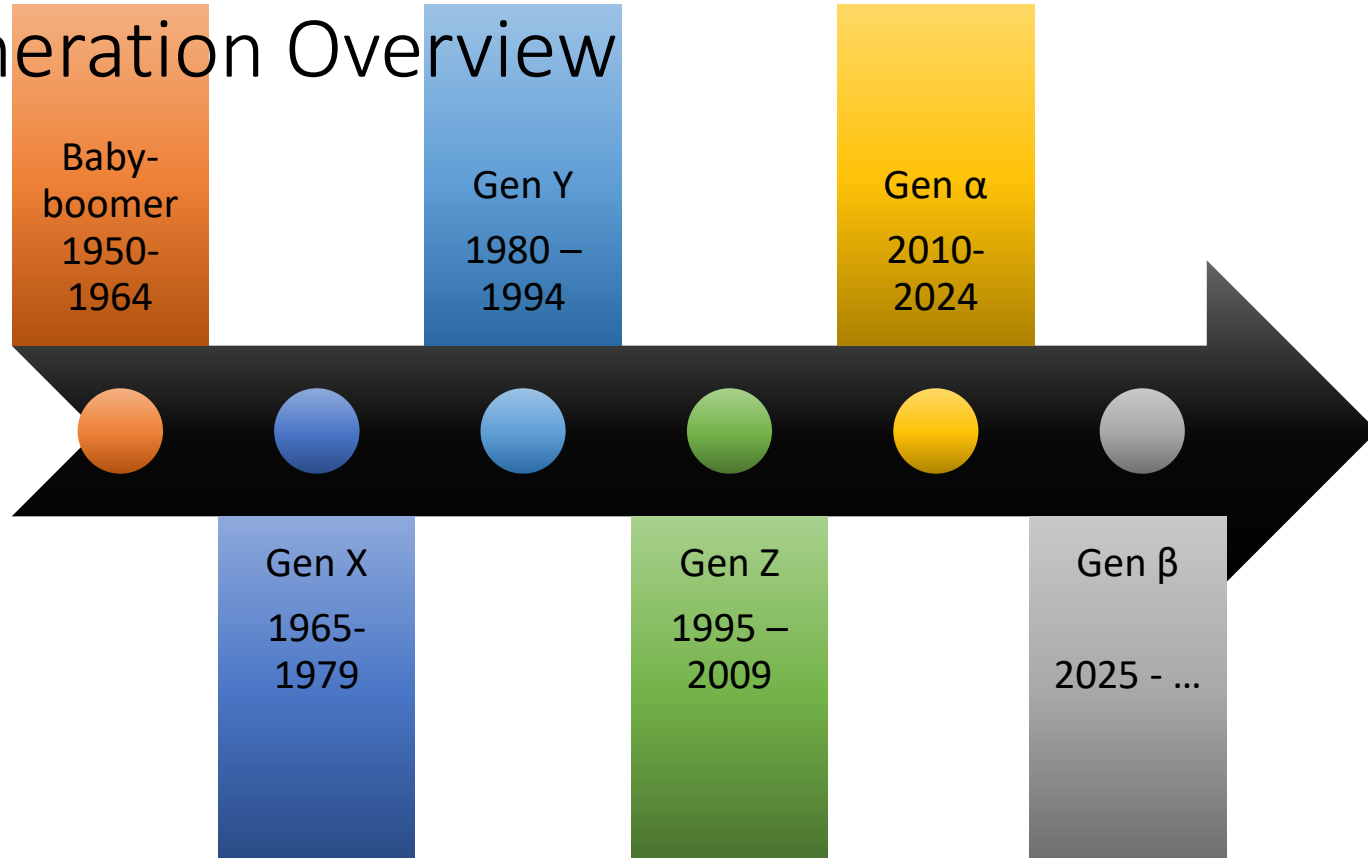 neration Overview
Baby-
boomer
1950-
1964
Gen X
1965-
1979
Gen Y
1980 –
1994
Gen Z
1995 –
2009
Gen α
2010-
2024
Gen β
2025 - ...